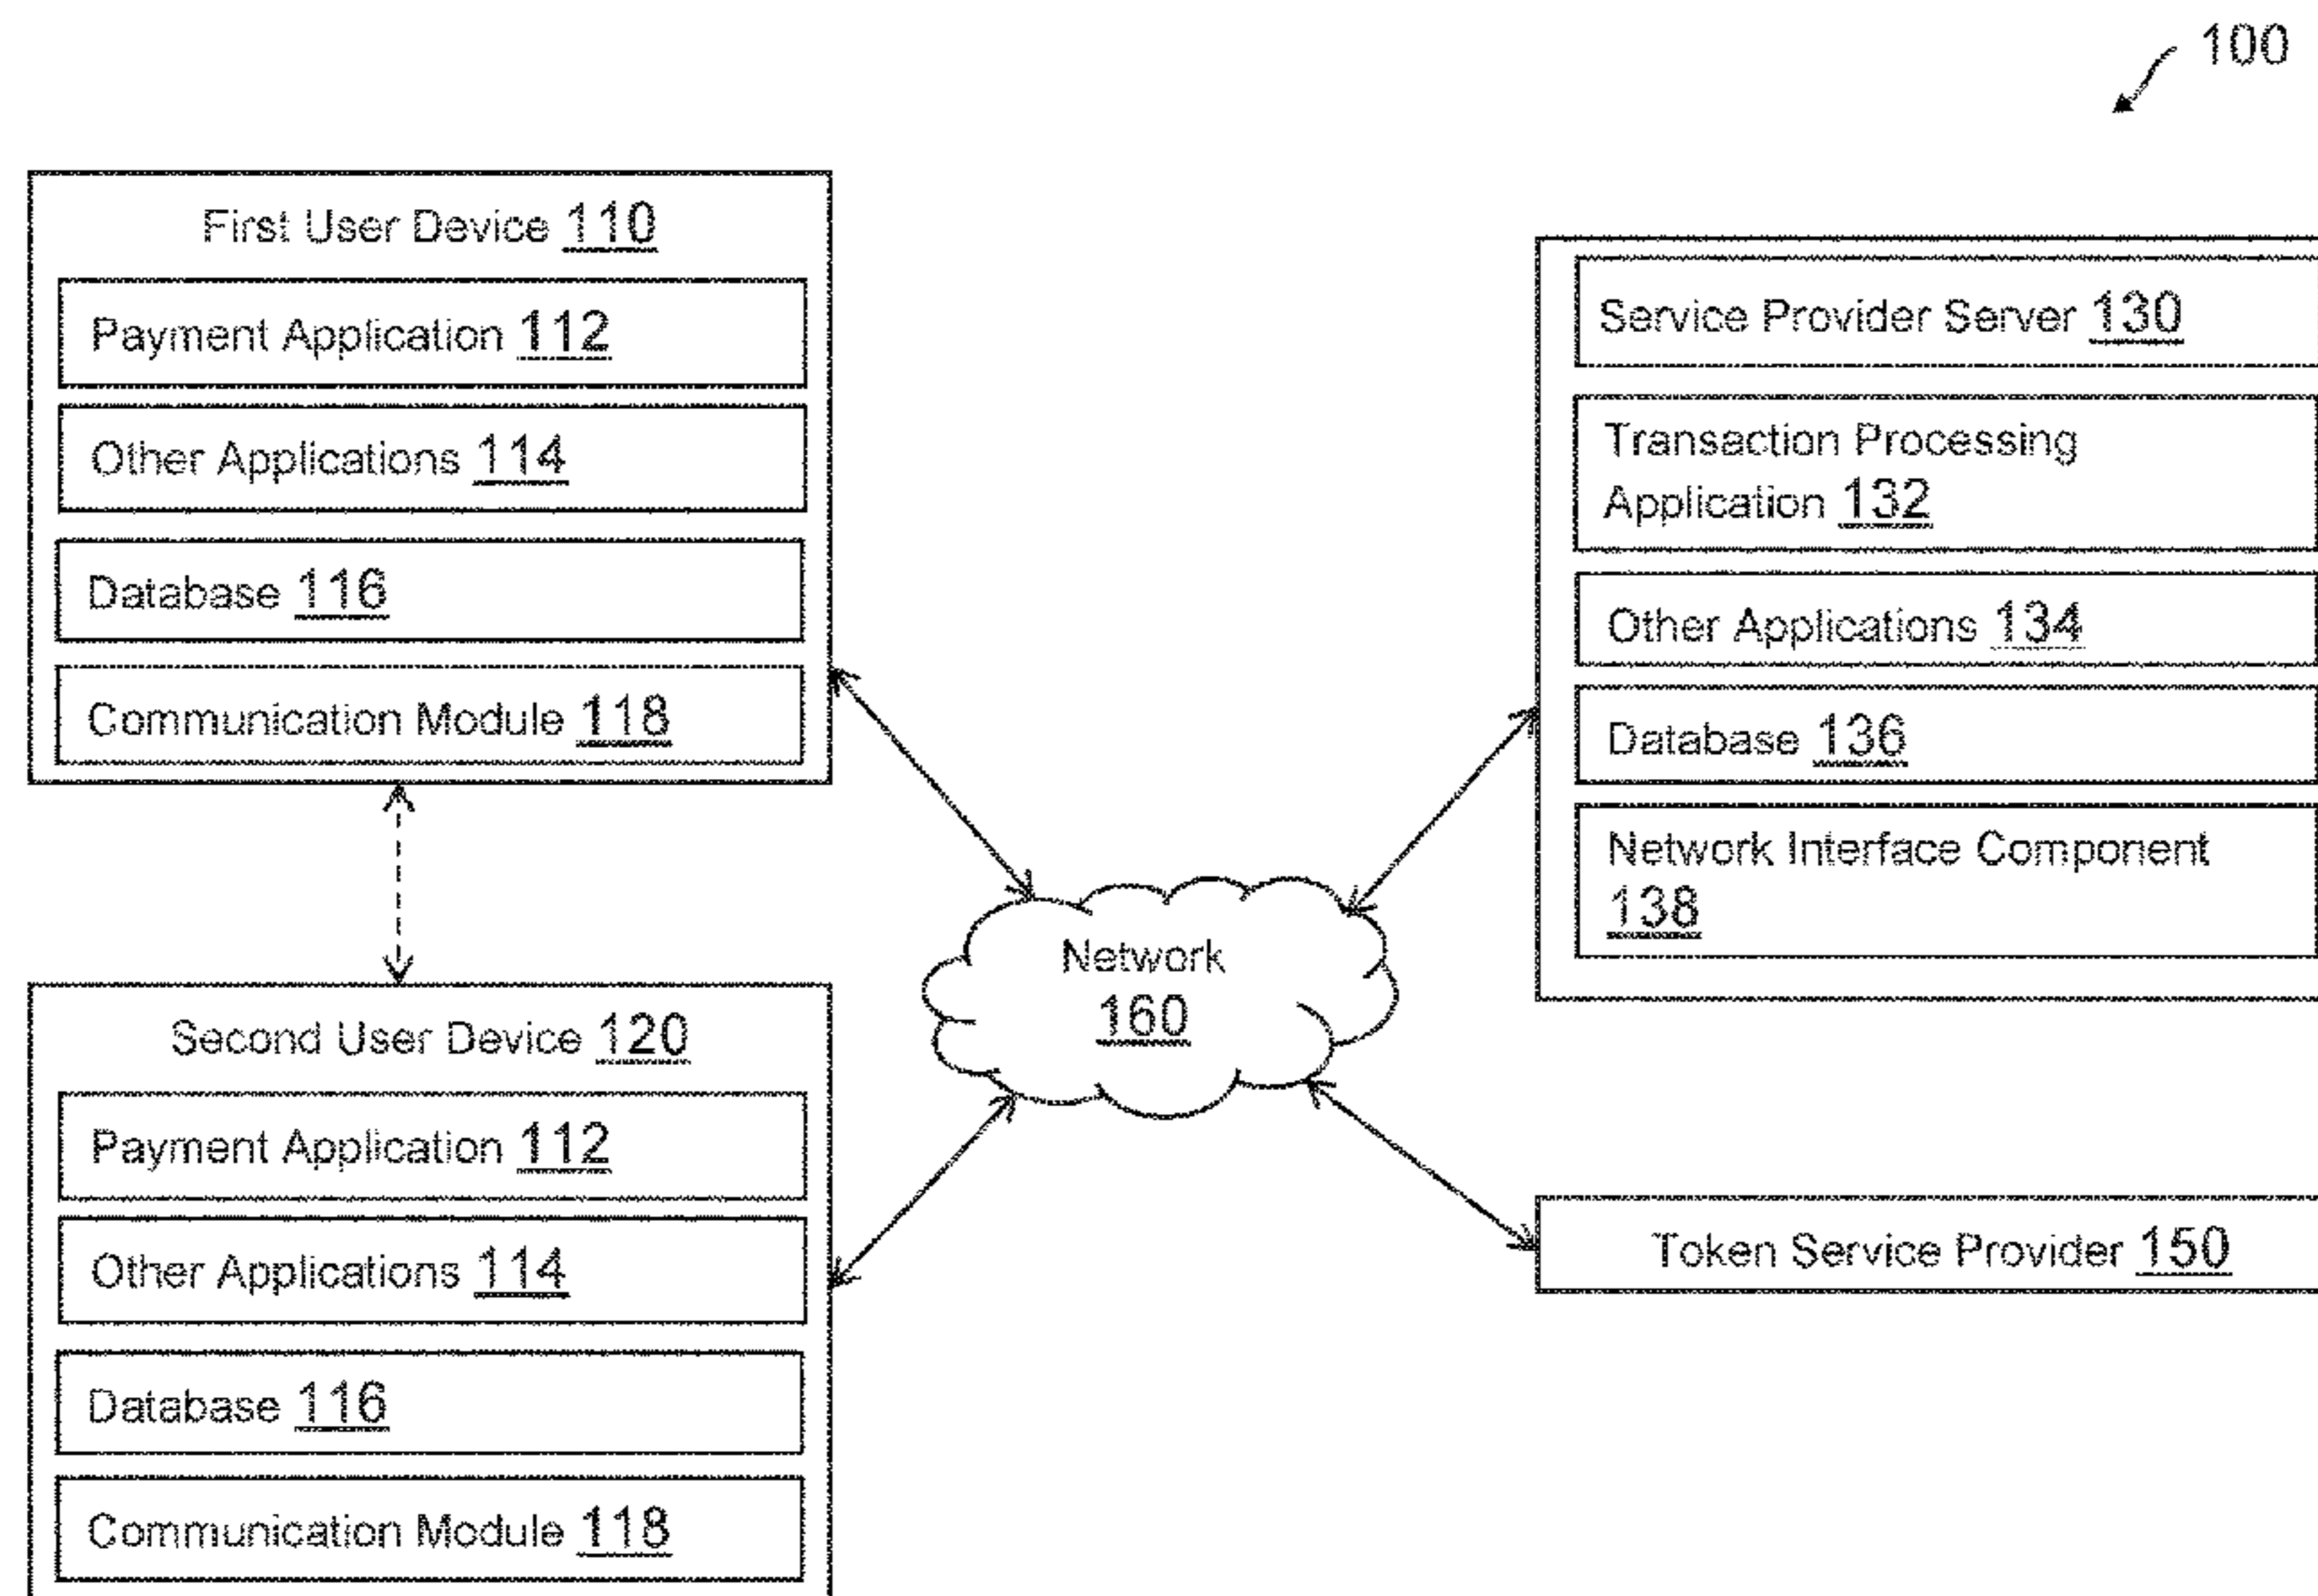 100
First User Device 110
Payment Application 112
Other Applications 114
Database 116
Communication Module 118
Second User Device 120
Payment Application 112
Other Applications 114
Database 116
Communication Module 118
Network
160
Service Provider Server 130
Transaction Processing
Application 132
Other Applications 134
Database 136
Network Interface Component
138
Token Service Provider 150